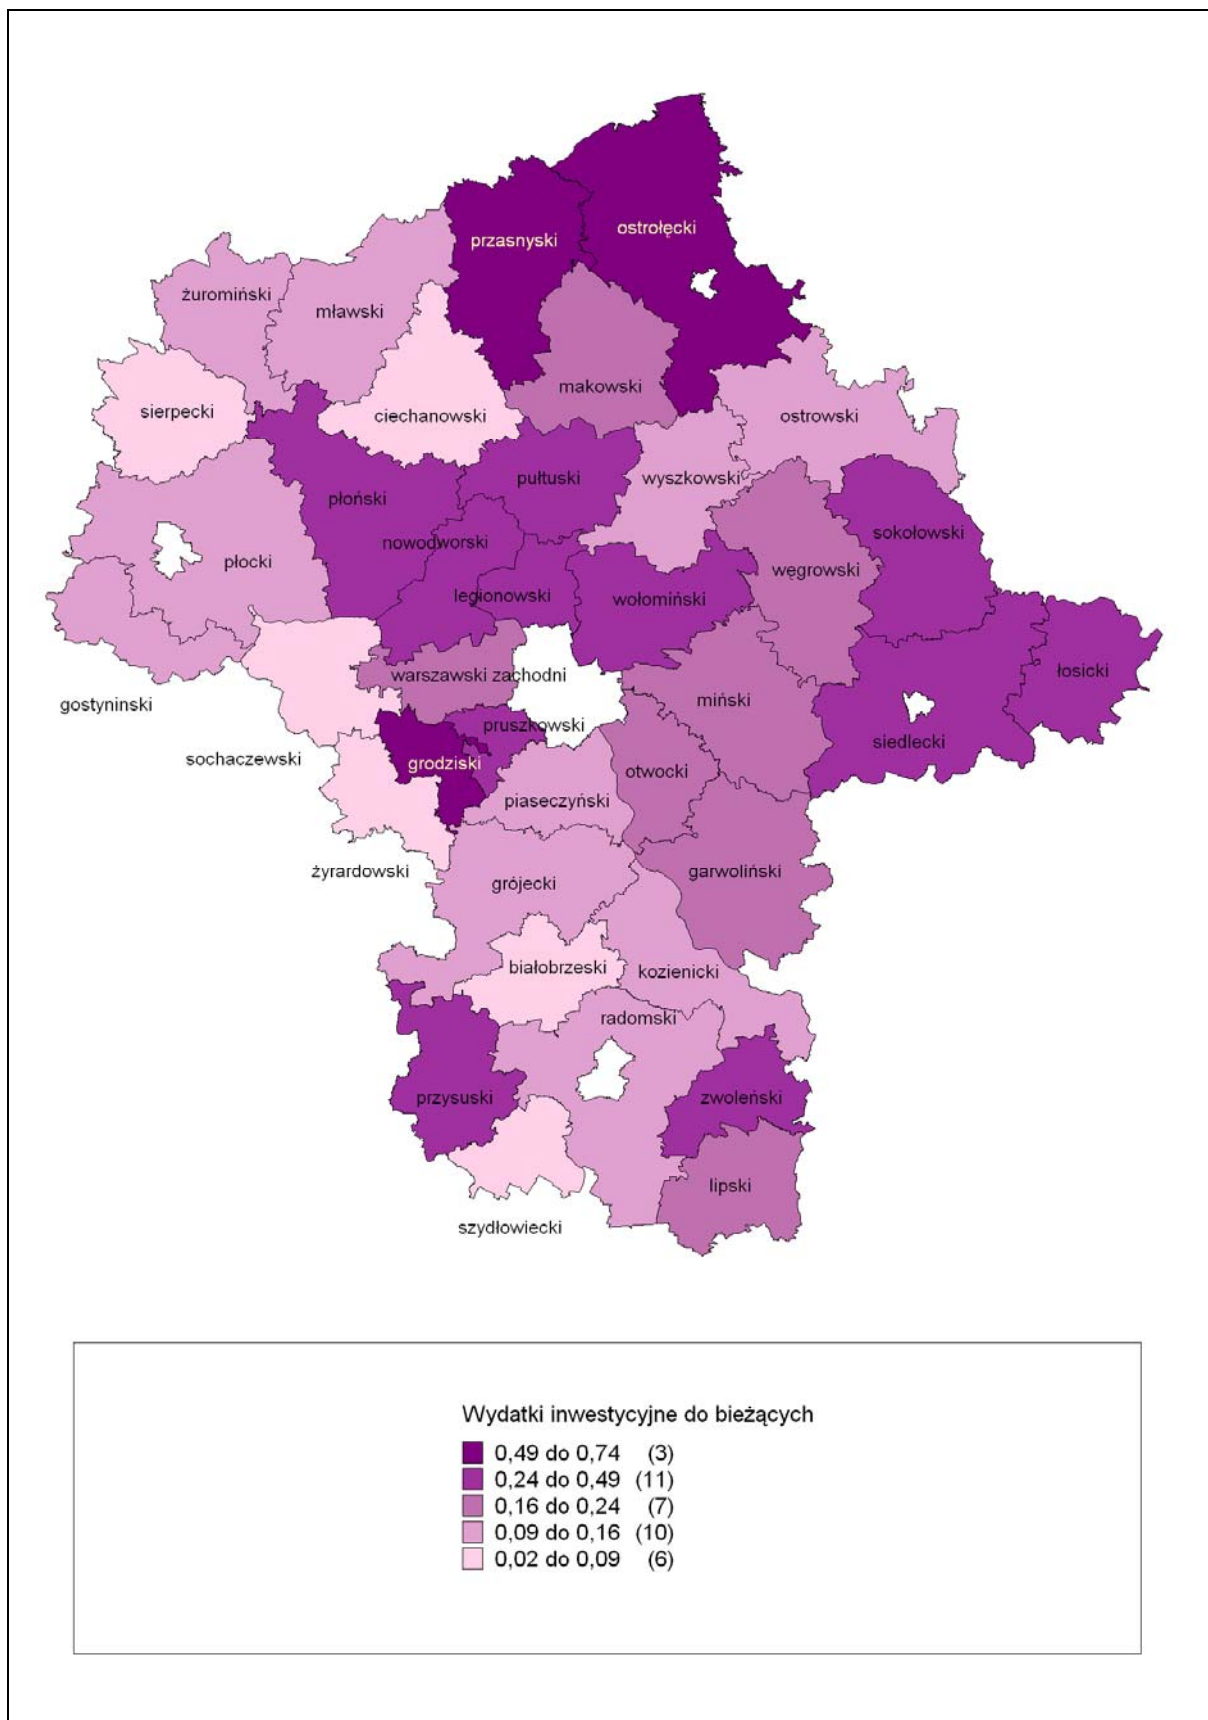 ostrołęcki
przasnyski
żuromiński
mławski
makowski
sierpecki
ciechanowski
ostrowski
płoński
pułtuski
wyszkowski
sokołowski
nowodworski
płocki
węgrowski
legionowski
wołomiński
warszawski zachodni
łosicki
miński
gostyninski
pruszkowski
siedlecki
sochaczewski
grodziski
otwocki
piaseczyński
żyrardowski
grójecki
garwoliński
białobrzeski
kozienicki
radomski
przysuski
zwoleński
lipski
szydłowiecki
Wydatki inwestycyjne do bieżących
0,49 do 0,74 (3)
0,24 do 0,49 (11)
0,16 do 0,24 (7)
0,09 do 0,16 (10)
0,02 do 0,09 (6)